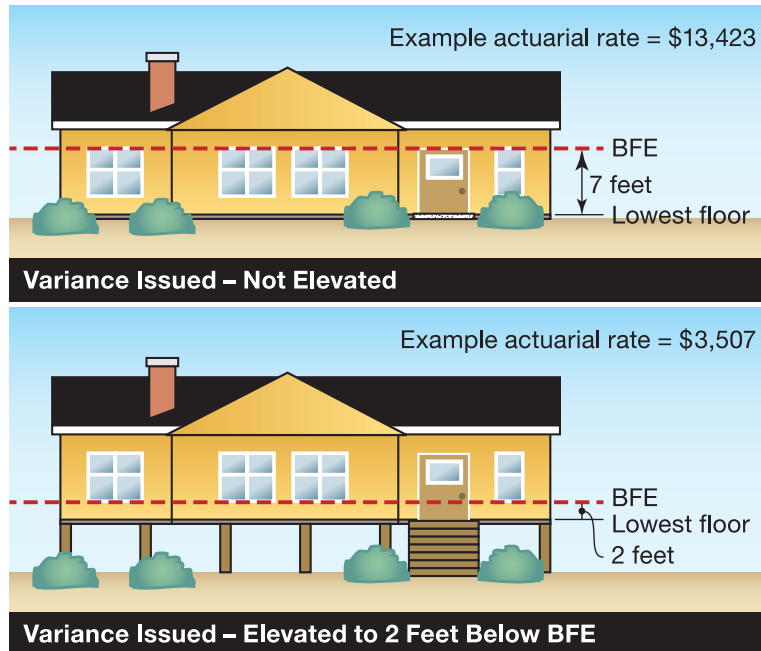 Example actuarial rate = $13,423
BFE
7 feet
Lowest floor
Variance Issued – Not Elevated
Example actuarial rate = $3,507
BFE
Lowest floor
2 feet
Variance Issued – Elevated to 2 Feet Below BFE